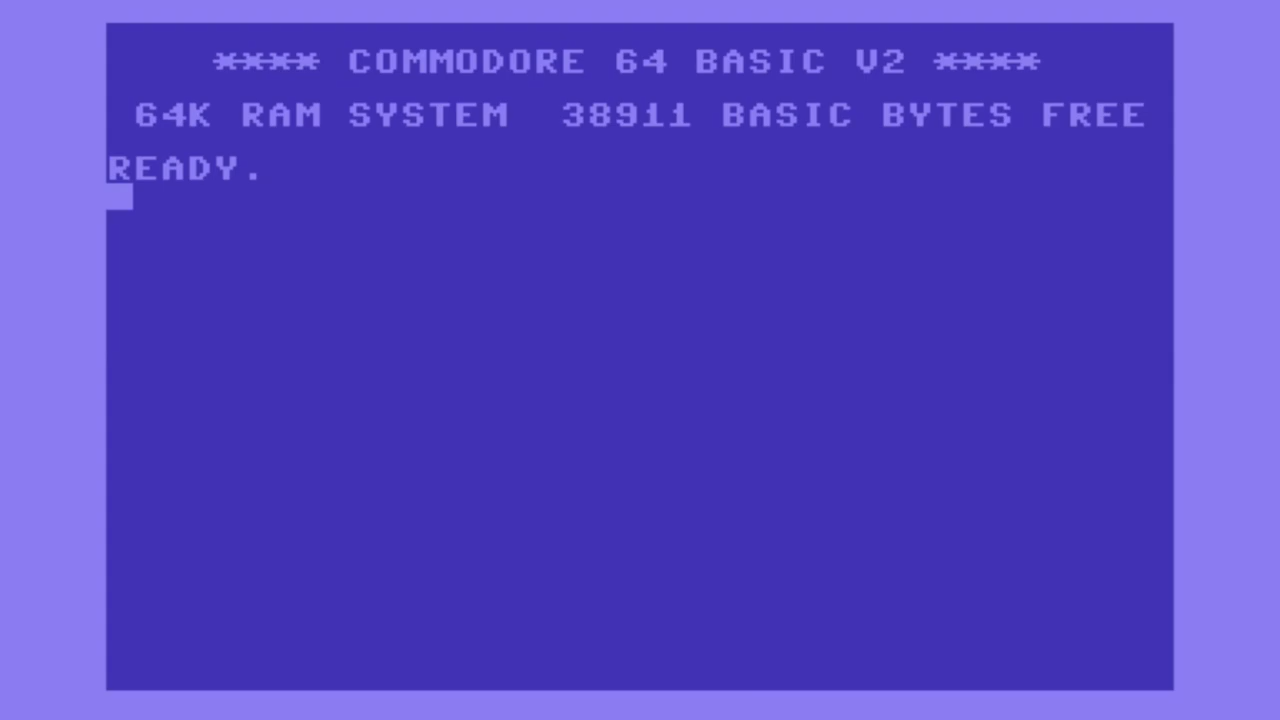 **** COMMODORE 64 BASIC V2 ****
64K RAM SYSTEM  38911 BASIC BYTES FREE
READY.